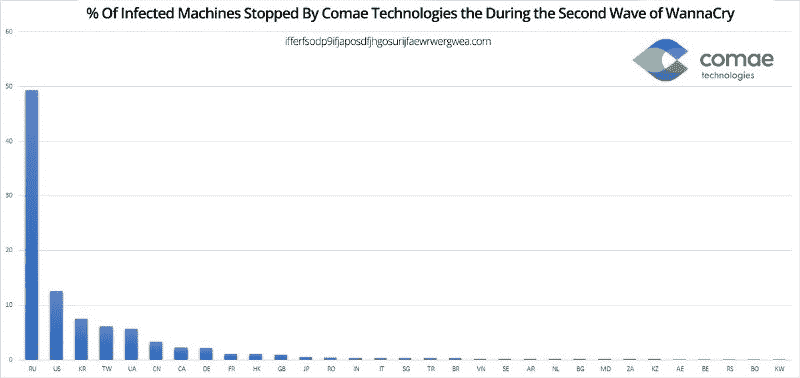 % Of Infected Machines Stopped By Comae Technologies the During the Second Wave of WannaCry
ifferfsodp9ifjaposdfjhgosurijfaewrwergwea.com
comae
technologies
60
50
40
30
20
10
0
RU US KR TW UA CN CA DE FR HK GB JP RO IN IT SG TR BR VN SE AR NL BG MD ZA KZ AE BE RS BO KW